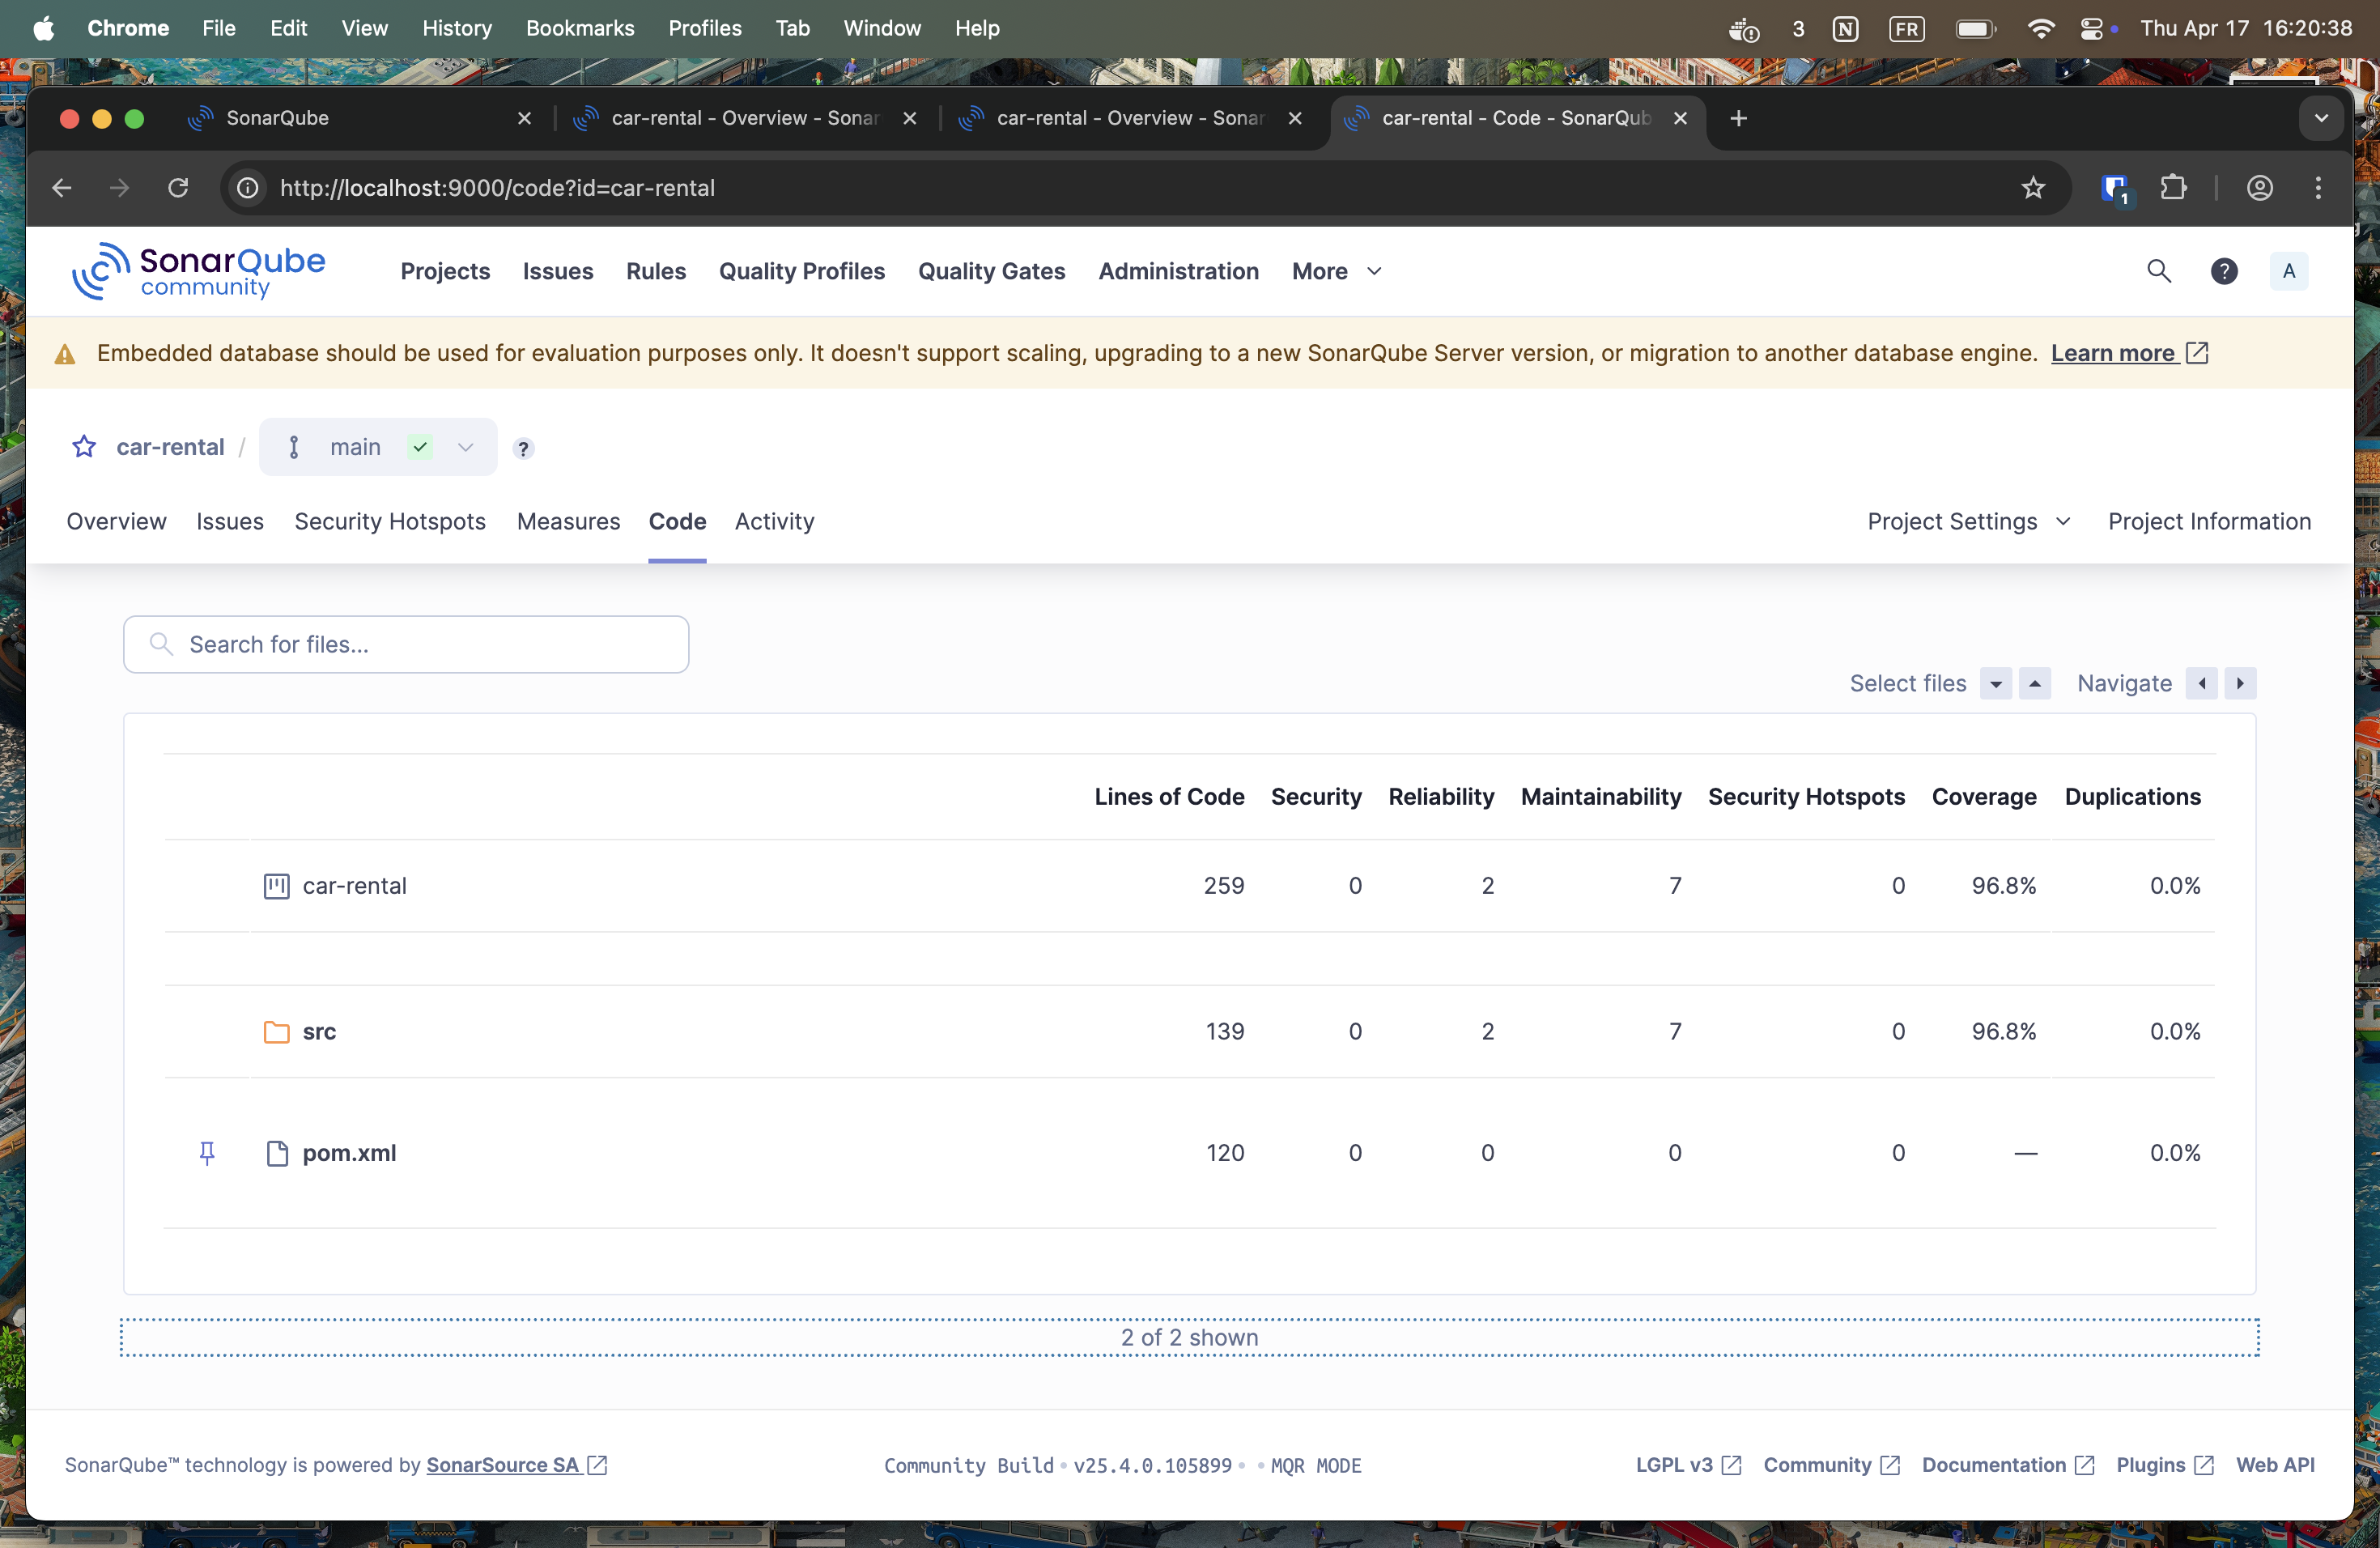 Chrome File Edit View History Bookmarks Profiles Tab Window Help 3 N FR Thu Apr 17 16:20:38
SonarQube car-rental - Overview - Sonar car-rental - Overview - Sonar car-rental - Code - SonarQub
http://localhost:9000/code?id=car-rental 1
SonarQube community Projects Issues Rules Quality Profiles Quality Gates Administration More ? A
Embedded database should be used for evaluation purposes only. It doesn't support scaling, upgrading to a new SonarQube Server version, or migration to another database engine. Learn more
car-rental / main ?
Overview Issues Security Hotspots Measures Code Activity Project Settings Project Information
Search for files...
Select files Navigate
Lines of Code Security Reliability Maintainability Security Hotspots Coverage Duplications
car-rental 259 0 2 7 0 96.8% 0.0%
src 139 0 2 7 0 96.8% 0.0%
pom.xml 120 0 0 0 0 — 0.0%
2 of 2 shown
SonarQube™ technology is powered by SonarSource SA Community Build • v25.4.0.105899 • • MQR MODE LGPL v3 Community Documentation Plugins Web API